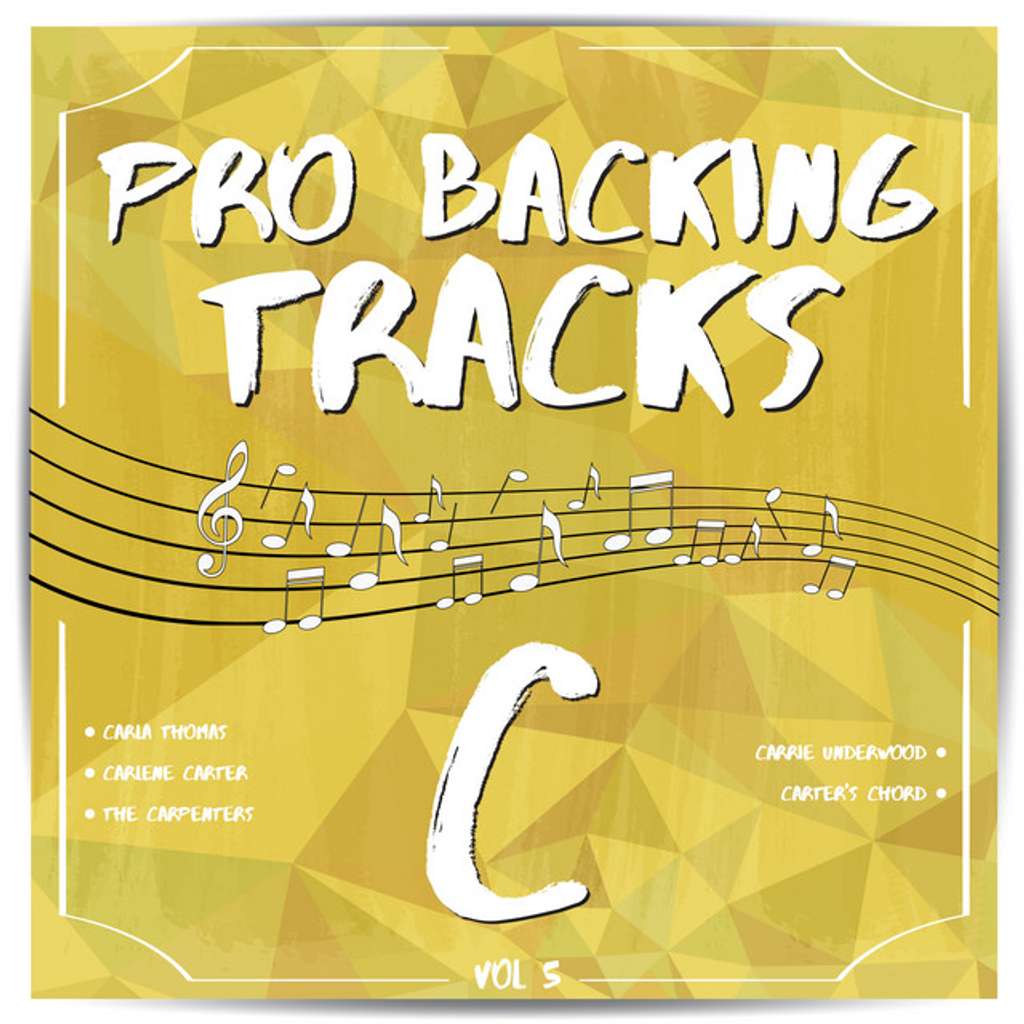 PRO BACKING
TRACKS
C
• CARLA THOMAS
• CARLENE CARTER
• THE CARPENTERS
CARRIE UNDERWOOD •
CARTER'S CHORD •
VOL 5